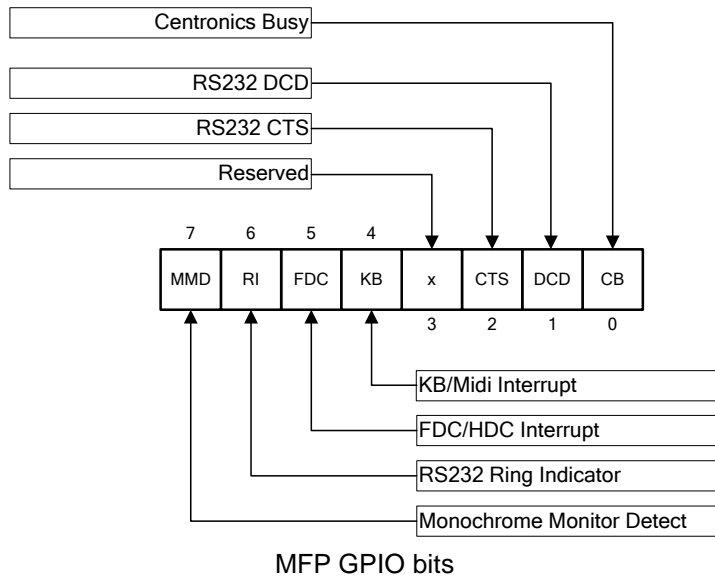 Centronics Busy
RS232 DCD
RS232 CTS
Reserved
7 6 5 4
MMD RI FDC KB x CTS DCD CB
3 2 1 0
KB/Midi Interrupt
FDC/HDC Interrupt
RS232 Ring Indicator
Monochrome Monitor Detect
MFP GPIO bits